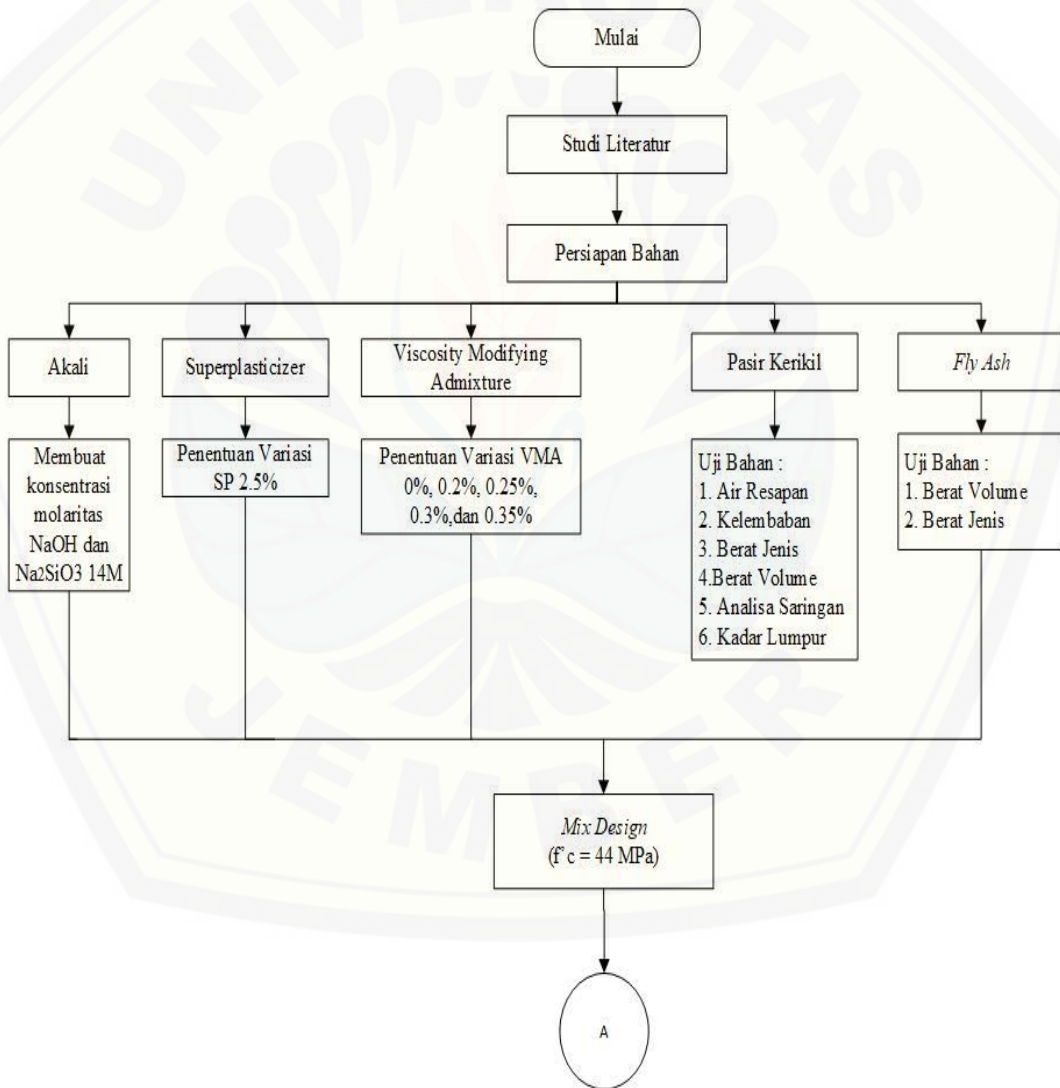 UNIVERSITAS
JEMBER
Mulai
Studi Literatur
Persiapan Bahan
Akali
Superplasticizer
Viscosity Modifying
Admixture
Pasir Kerikil
Fly Ash
Membuat
konsentrasi
molaritas
NaOH dan
Na2SiO3 14M
Penentuan Variasi
SP 2.5%
Penentuan Variasi VMA
0%, 0.2%, 0.25%,
0.3%,dan 0.35%
Uji Bahan :
1. Air Resapan
2. Kelembaban
3. Berat Jenis
4.Berat Volume
5. Analisa Saringan
6. Kadar Lumpur
Uji Bahan :
1. Berat Volume
2. Berat Jenis
Mix Design
(f'c = 44 MPa)
A